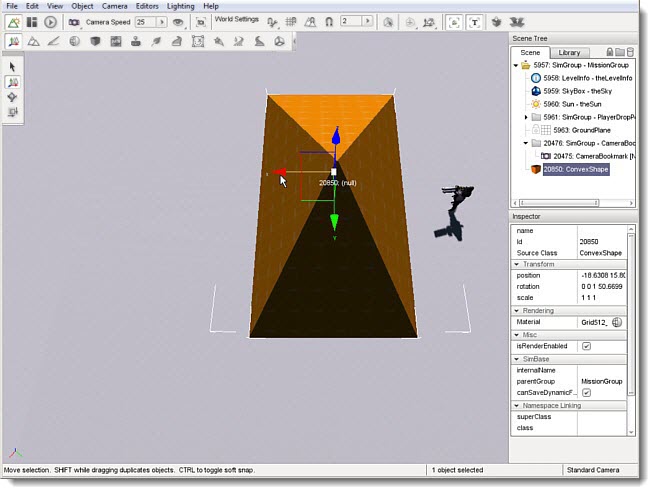 File Edit View Object Camera Editors Lighting Help
Camera Speed 25 World Settings 2
Scene Tree
Scene Library
5957: SimGroup - MissionGroup
5958: LevelInfo - theLevelInfo
5959: SkyBox - theSky
5960: Sun - theSun
5961: SimGroup - PlayerDropP
5963: GroundPlane
20476: SimGroup - CameraBoo
20475: CameraBookmark [N
20850: ConvexShape
20850: (null)
Inspector
name
Id 20850
Source Class ConvexShape
Transform
position -18.6308 15.80
rotation 0 0 1 50.6699
scale 1 1 1
Rendering
Material Grid512_
Misc
isRenderEnabled
SimBase
internalName
parentGroup MissionGroup
canSaveDynamicF...
Namespace Linking
superClass
class
Move selection. SHIFT while dragging duplicates objects. CTRL to toggle soft snap. 1 object selected Standard Camera